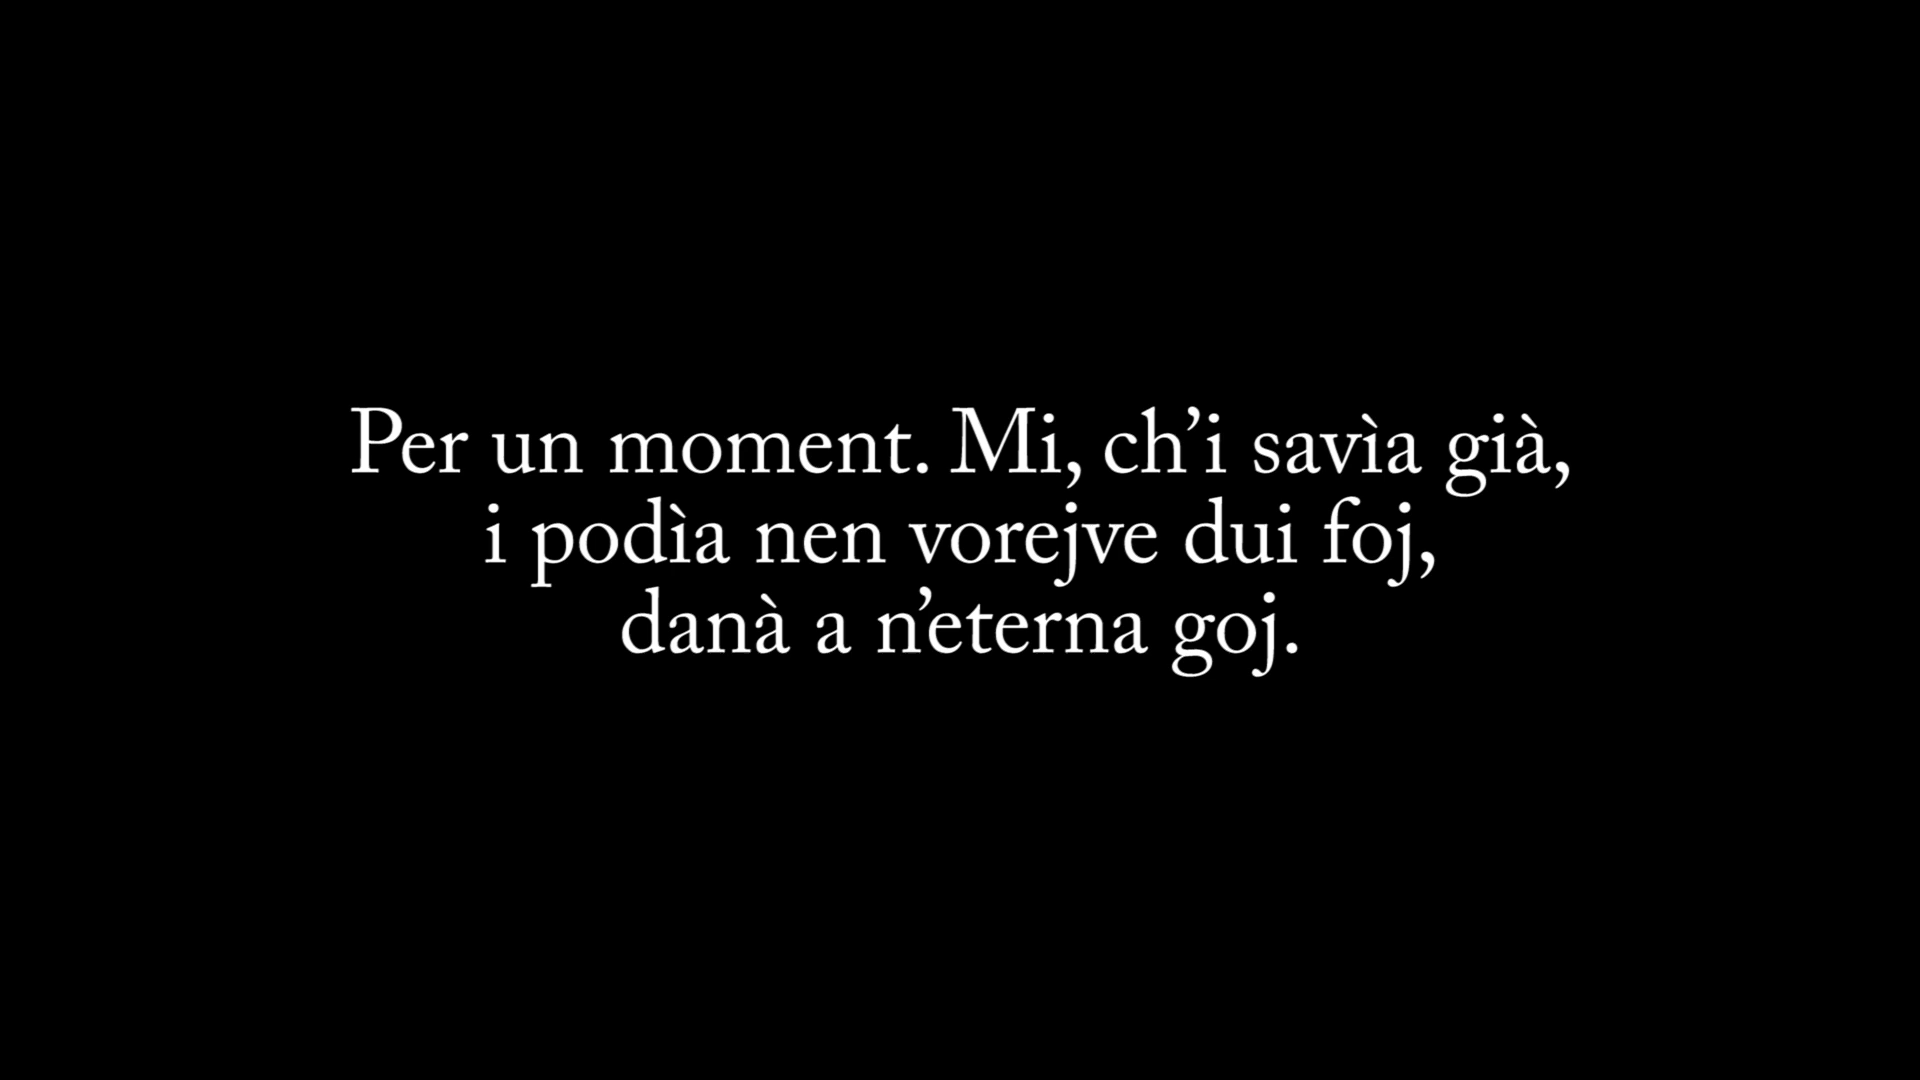 Per un moment. Mi, ch’i savìa già,
i podìa nen vorejve dui foj,
danà a n’eterna goj.